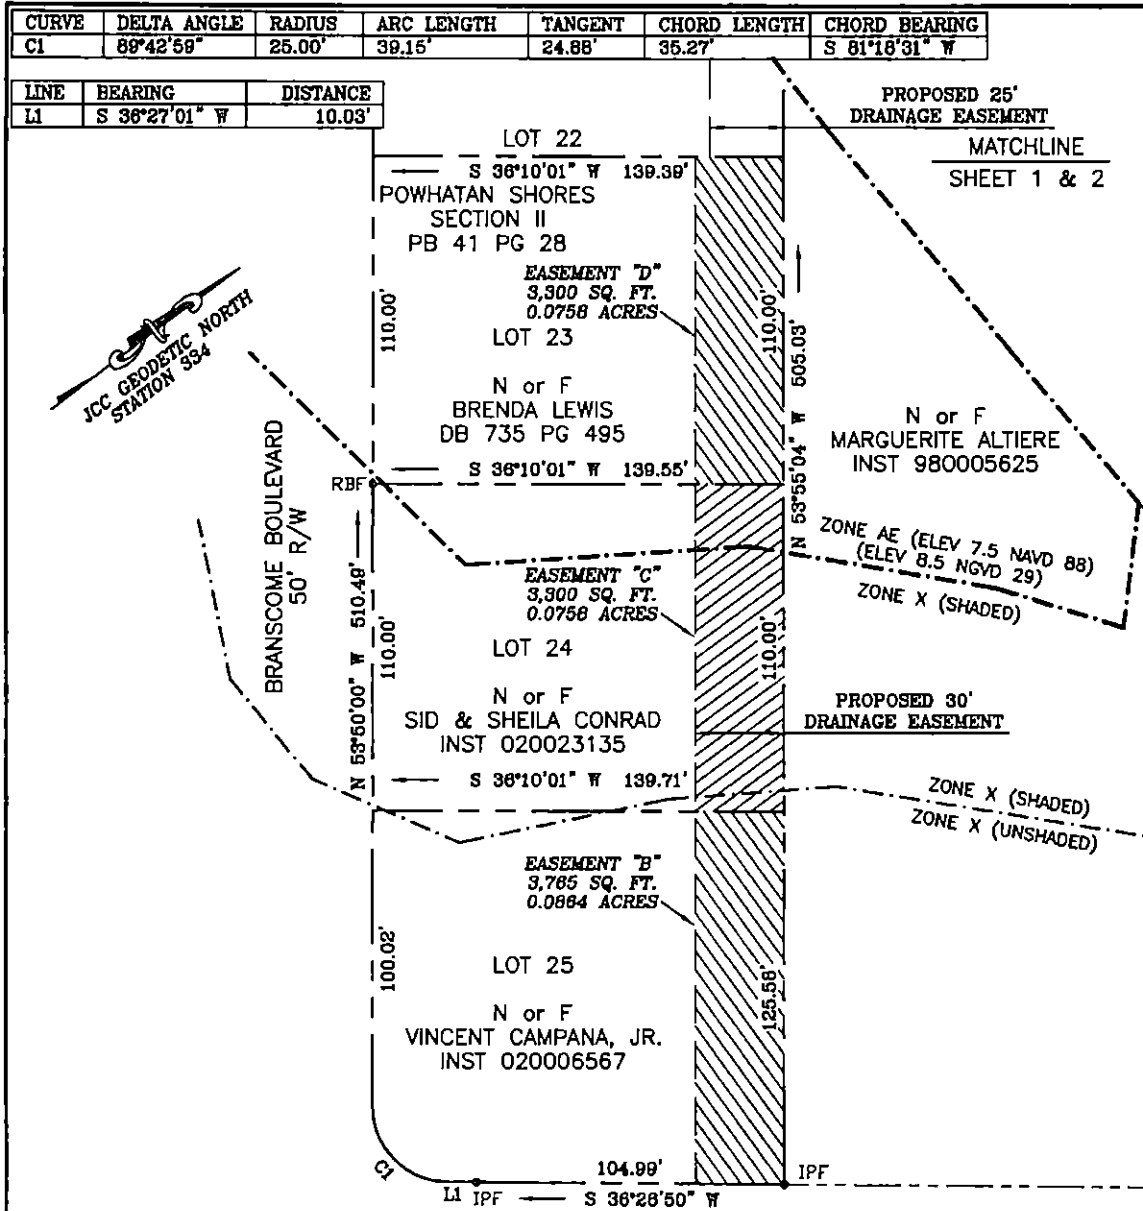 CURVE DELTA ANGLE RADIUS ARC LENGTH TANGENT CHORD LENGTH CHORD BEARING
C1 89°42'59" 25.00' 39.15' 24.88' 35.27' S 81°18'31" W
LINE BEARING DISTANCE
L1 S 36°27'01" W 10.03'
PROPOSED 25'
DRAINAGE EASEMENT
MATCHLINE
SHEET 1 & 2
LOT 22
S 36°10'01" W 139.39'
POWHATAN SHORES
SECTION II
PB 41 PG 28
EASEMENT "D"
3,300 SQ. FT.
0.0758 ACRES
110.00'
LOT 23
110.00'
N 53°55'04" W 505.03'
JCC GEODETIC NORTH
STATION 334
N or F
BRENDA LEWIS
DB 735 PG 495
N or F
MARGUERITE ALTIERE
INST 980005625
S 36°10'01" W 139.55'
RBF
BRANSCOME BOULEVARD
50' R/W
ZONE AE (ELEV 7.5 NAVD 88)
(ELEV 8.5 NGVD 29)
ZONE X (SHADED)
EASEMENT "C"
3,300 SQ. FT.
0.0758 ACRES
N 53°50'00" W 510.49'
110.00'
LOT 24
110.00'
N or F
SID & SHEILA CONRAD
INST 020023135
PROPOSED 30'
DRAINAGE EASEMENT
S 36°10'01" W 139.71'
ZONE X (SHADED)
ZONE X (UNSHADED)
EASEMENT "B"
3,765 SQ. FT.
0.0864 ACRES
100.02'
LOT 25
125.58'
N or F
VINCENT CAMPANA, JR.
INST 020006567
C1
104.99'
L1 IPF
S 36°26'50" W
IPF